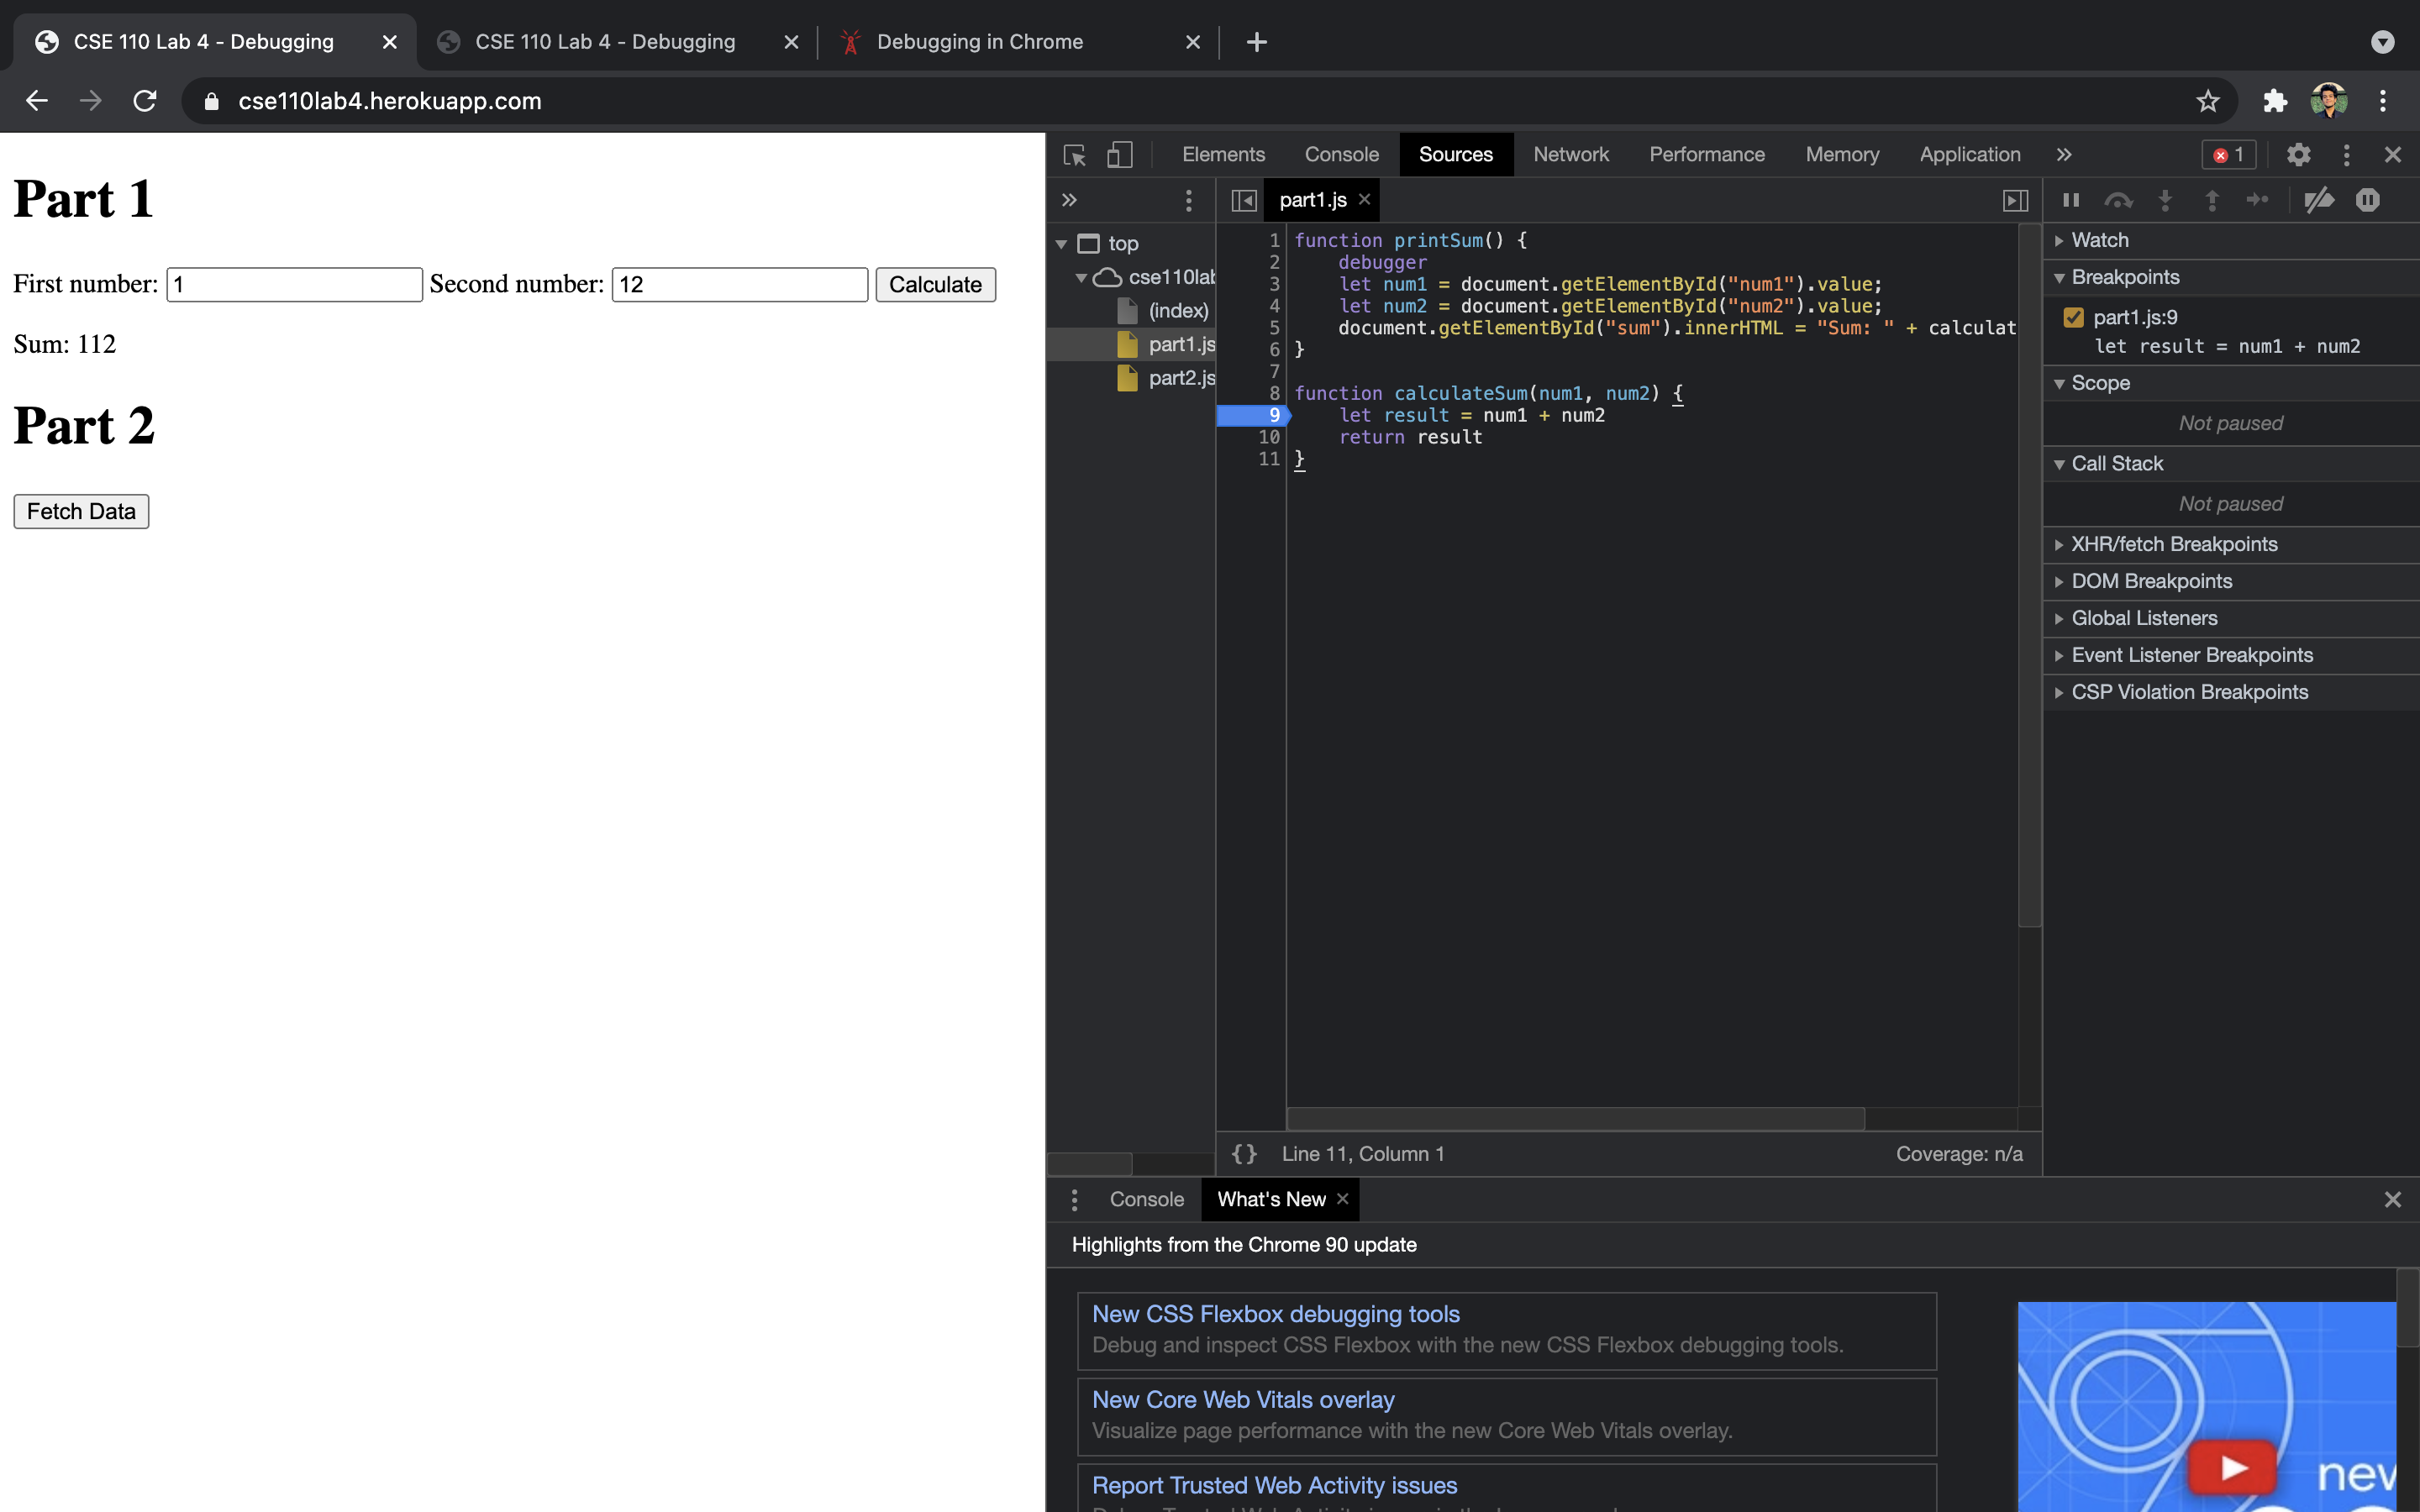 CSE 110 Lab 4 - Debugging
CSE 110 Lab 4 - Debugging
Debugging in Chrome
cse110lab4.herokuapp.com
Part 1
First number: 1 Second number: 12 Calculate
Sum: 112
Part 2
Fetch Data
Elements Console Sources Network Performance Memory Application 1
top
cse110lab
(index)
part1.js
part2.js
part1.js
1 function printSum() {
2 debugger
3 let num1 = document.getElementById("num1").value;
4 let num2 = document.getElementById("num2").value;
5 document.getElementById("sum").innerHTML = "Sum: " + calculat
6 }
7
8 function calculateSum(num1, num2) {
9 let result = num1 + num2
10 return result
11 }
{} Line 11, Column 1 Coverage: n/a
Watch
Breakpoints
part1.js:9
let result = num1 + num2
Scope
Not paused
Call Stack
Not paused
XHR/fetch Breakpoints
DOM Breakpoints
Global Listeners
Event Listener Breakpoints
CSP Violation Breakpoints
Console What's New
Highlights from the Chrome 90 update
New CSS Flexbox debugging tools
Debug and inspect CSS Flexbox with the new CSS Flexbox debugging tools.
New Core Web Vitals overlay
Visualize page performance with the new Core Web Vitals overlay.
Report Trusted Web Activity issues
new